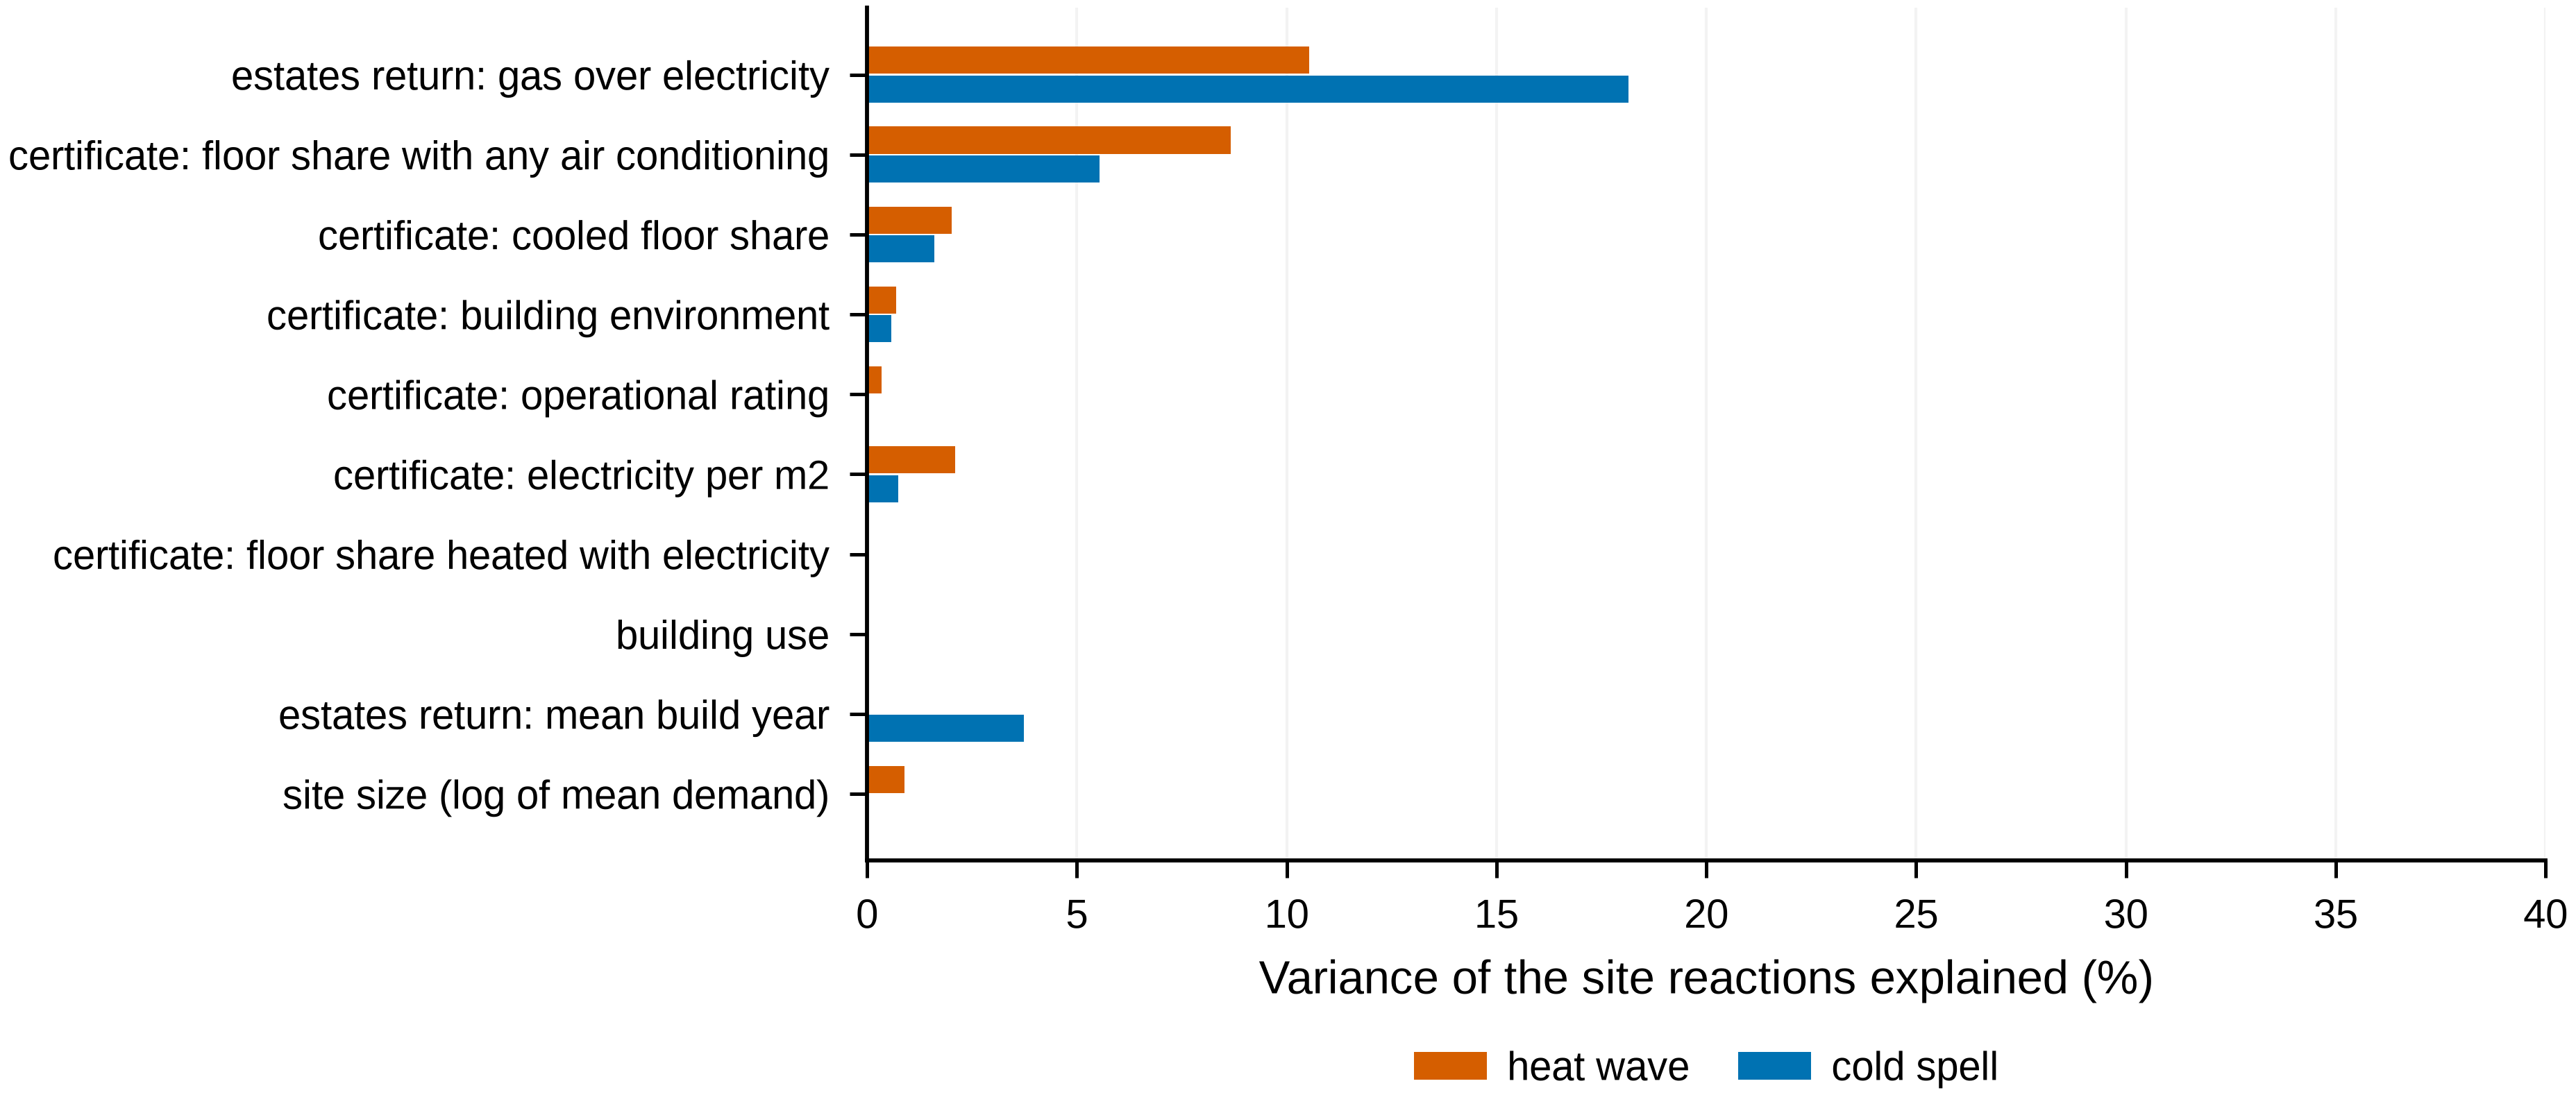 estates return: gas over electricity
certificate: floor share with any air conditioning
certificate: cooled floor share
certificate: building environment
certificate: operational rating
certificate: electricity per m2
certificate: floor share heated with electricity
building use
estates return: mean build year
site size (log of mean demand)
0 5 10 15 20 25 30 35 40
Variance of the site reactions explained (%)
heat wave cold spell